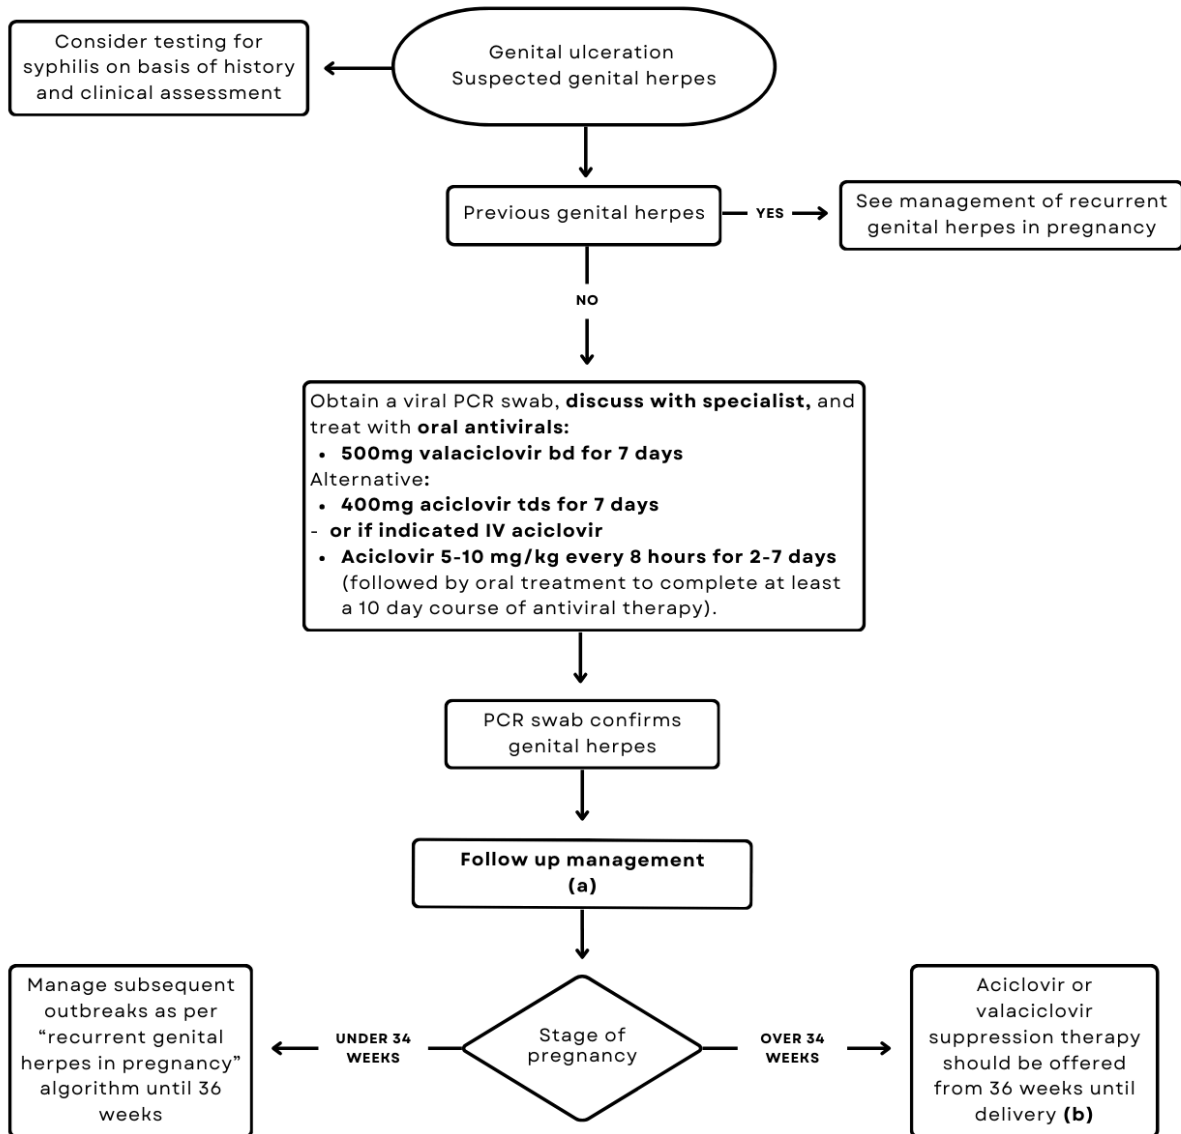 Consider testing for
syphilis on basis of history
and clinical assessment
Genital ulceration
Suspected genital herpes
Previous genital herpes
YES
See management of recurrent
genital herpes in pregnancy
NO
Obtain a viral PCR swab, discuss with specialist, and
treat with oral antivirals:
• 500mg valaciclovir bd for 7 days
Alternative:
• 400mg aciclovir tds for 7 days
- or if indicated IV aciclovir
• Aciclovir 5-10 mg/kg every 8 hours for 2-7 days
(followed by oral treatment to complete at least
a 10 day course of antiviral therapy).
PCR swab confirms
genital herpes
Follow up management
(a)
Stage of
pregnancy
UNDER 34
WEEKS
Manage subsequent
outbreaks as per
“recurrent genital
herpes in pregnancy”
algorithm until 36
weeks
OVER 34
WEEKS
Aciclovir or
valaciclovir
suppression therapy
should be offered
from 36 weeks until
delivery (b)